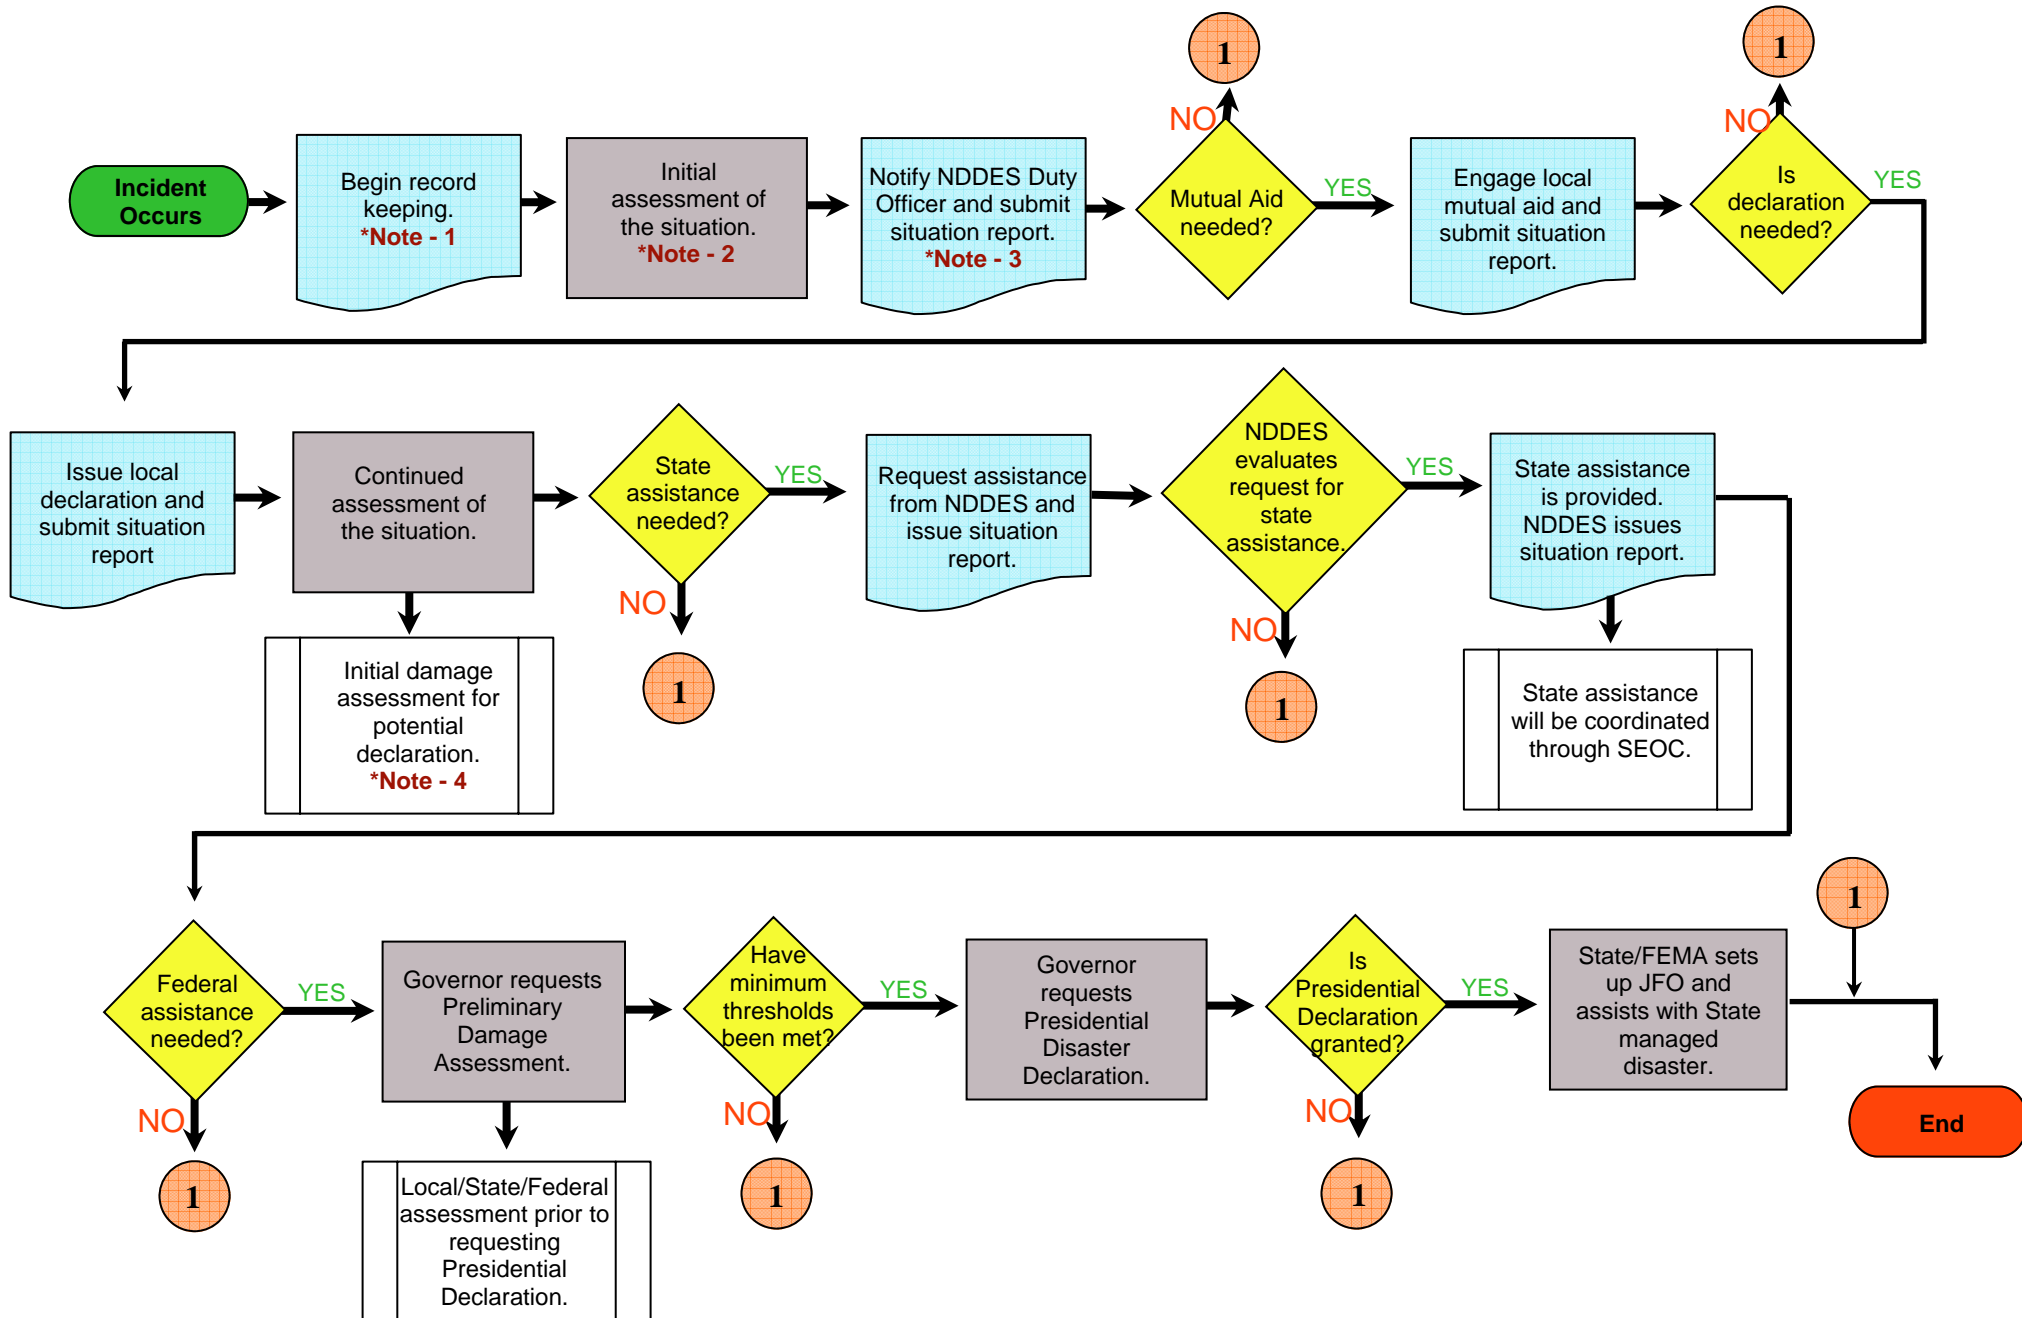 1
1
NO
NO
Incident
Occurs
Begin record
keeping.
*Note - 1
Initial
assessment of
the situation.
*Note - 2
Notify NDDES Duty
Officer and submit
situation report.
*Note - 3
Mutual Aid
needed?
YES
Engage local
mutual aid and
submit situation
report.
Is
declaration
needed?
YES
Issue local
declaration and
submit situation
report
Continued
assessment of
the situation.
State
assistance
needed?
YES
Request assistance
from NDDES and
issue situation
report.
NDDES
evaluates
request for
state
assistance.
YES
State assistance
is provided.
NDDES issues
situation report.
NO
NO
Initial damage
assessment for
potential
declaration.
*Note - 4
1
1
State assistance
will be coordinated
through SEOC.
1
Federal
assistance
needed?
YES
Governor requests
Preliminary
Damage
Assessment.
Have
minimum
thresholds
been met?
YES
Governor
requests
Presidential
Disaster
Declaration.
Is
Presidential
Declaration
granted?
YES
State/FEMA sets
up JFO and
assists with State
managed
disaster.
NO
NO
NO
End
1
Local/State/Federal
assessment prior to
requesting
Presidential
Declaration.
1
1